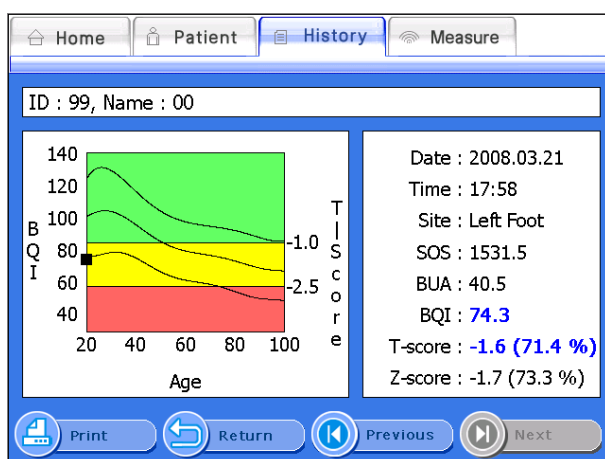 Home Patient History Measure
ID : 99, Name : 00
140
120
100
80
60
40
BQI
20 40 60 80 100
Age
-1.0
-2.5
T-Score
Date : 2008.03.21
Time : 17:58
Site : Left Foot
SOS : 1531.5
BUA : 40.5
BQI : 74.3
T-score : -1.6 (71.4 %)
Z-score : -1.7 (73.3 %)
Print Return Previous Next